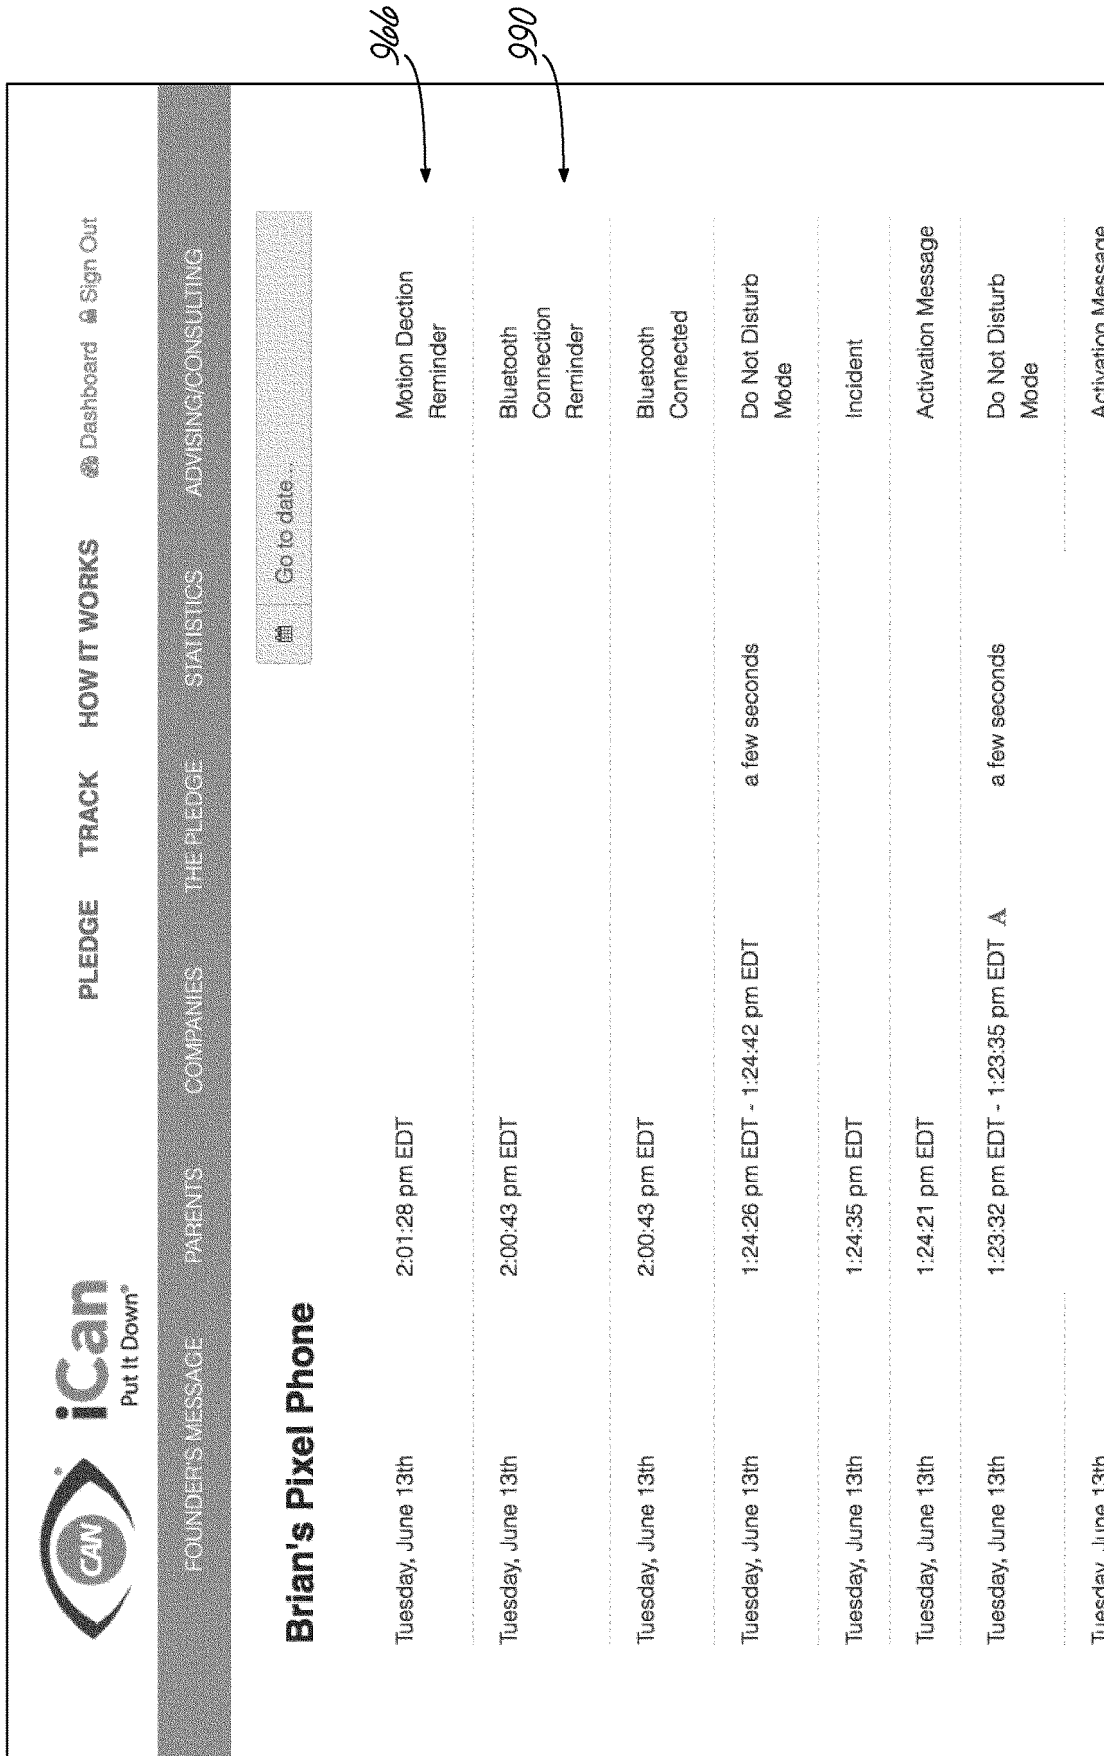 CAN
®
iCan
Put It Down®
PLEDGE TRACK HOW IT WORKS Dashboard Sign Out
FOUNDER'S MESSAGE PARENTS COMPANIES THE PLEDGE STATISTICS ADVISING/CONSULTING
Brian's Pixel Phone
Go to date...
Tuesday, June 13th 2:01:28 pm EDT Motion Dection
Reminder
966
Tuesday, June 13th 2:00:43 pm EDT Bluetooth
Connection
Reminder
990
Tuesday, June 13th 2:00:43 pm EDT Bluetooth
Connected
Tuesday, June 13th 1:24:26 pm EDT - 1:24:42 pm EDT a few seconds Do Not Disturb
Mode
Tuesday, June 13th 1:24:35 pm EDT Incident
Tuesday, June 13th 1:24:21 pm EDT Activation Message
Tuesday, June 13th 1:23:32 pm EDT - 1:23:35 pm EDT A a few seconds Do Not Disturb
Mode
Tuesday, June 13th Activation Message